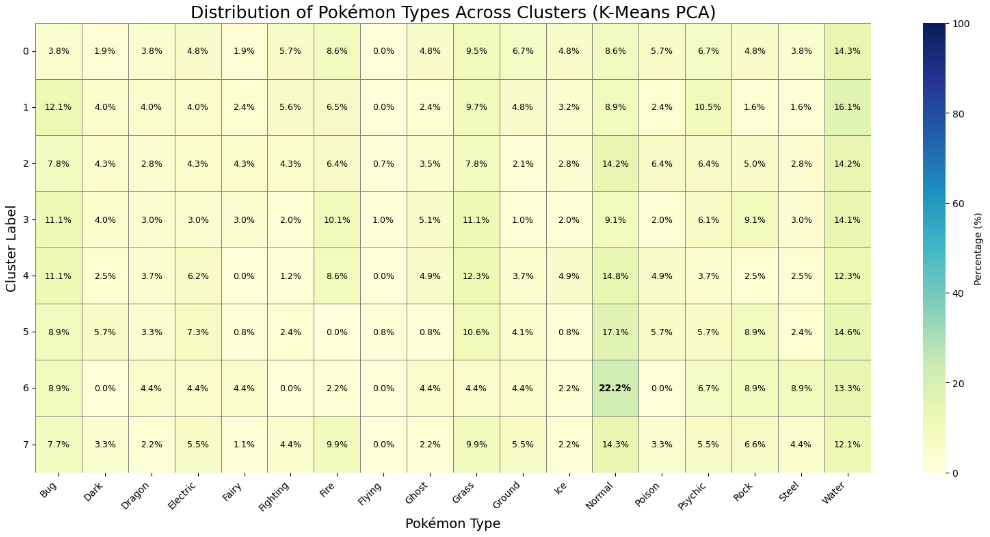 Distribution of Pokémon Types Across Clusters (K-Means PCA)
0 3.8% 1.9% 3.8% 4.8% 1.9% 5.7% 8.6% 0.0% 4.8% 9.5% 6.7% 4.8% 8.6% 5.7% 6.7% 4.8% 3.8% 14.3%
1 12.1% 4.0% 4.0% 4.0% 2.4% 5.6% 6.5% 0.0% 2.4% 9.7% 4.8% 3.2% 8.9% 2.4% 10.5% 1.6% 1.6% 16.1%
2 7.8% 4.3% 2.8% 4.3% 4.3% 4.3% 6.4% 0.7% 3.5% 7.8% 2.1% 2.8% 14.2% 6.4% 6.4% 5.0% 2.8% 14.2%
3 11.1% 4.0% 3.0% 3.0% 3.0% 2.0% 10.1% 1.0% 5.1% 11.1% 1.0% 2.0% 9.1% 2.0% 6.1% 9.1% 3.0% 14.1%
4 11.1% 2.5% 3.7% 6.2% 0.0% 1.2% 8.6% 0.0% 4.9% 12.3% 3.7% 4.9% 14.8% 4.9% 3.7% 2.5% 2.5% 12.3%
5 8.9% 5.7% 3.3% 7.3% 0.8% 2.4% 0.0% 0.8% 0.8% 10.6% 4.1% 0.8% 17.1% 5.7% 5.7% 8.9% 2.4% 14.6%
6 8.9% 0.0% 4.4% 4.4% 4.4% 0.0% 2.2% 0.0% 4.4% 4.4% 4.4% 2.2% 22.2% 0.0% 6.7% 8.9% 8.9% 13.3%
7 7.7% 3.3% 2.2% 5.5% 1.1% 4.4% 9.9% 0.0% 2.2% 9.9% 5.5% 2.2% 14.3% 3.3% 5.5% 6.6% 4.4% 12.1%
Bug Dark Dragon Electric Fairy Fighting Fire Flying Ghost Grass Ground Ice Normal Poison Psychic Rock Steel Water
Pokémon Type
Cluster Label
100
80
60
40
20
0
Percentage (%)